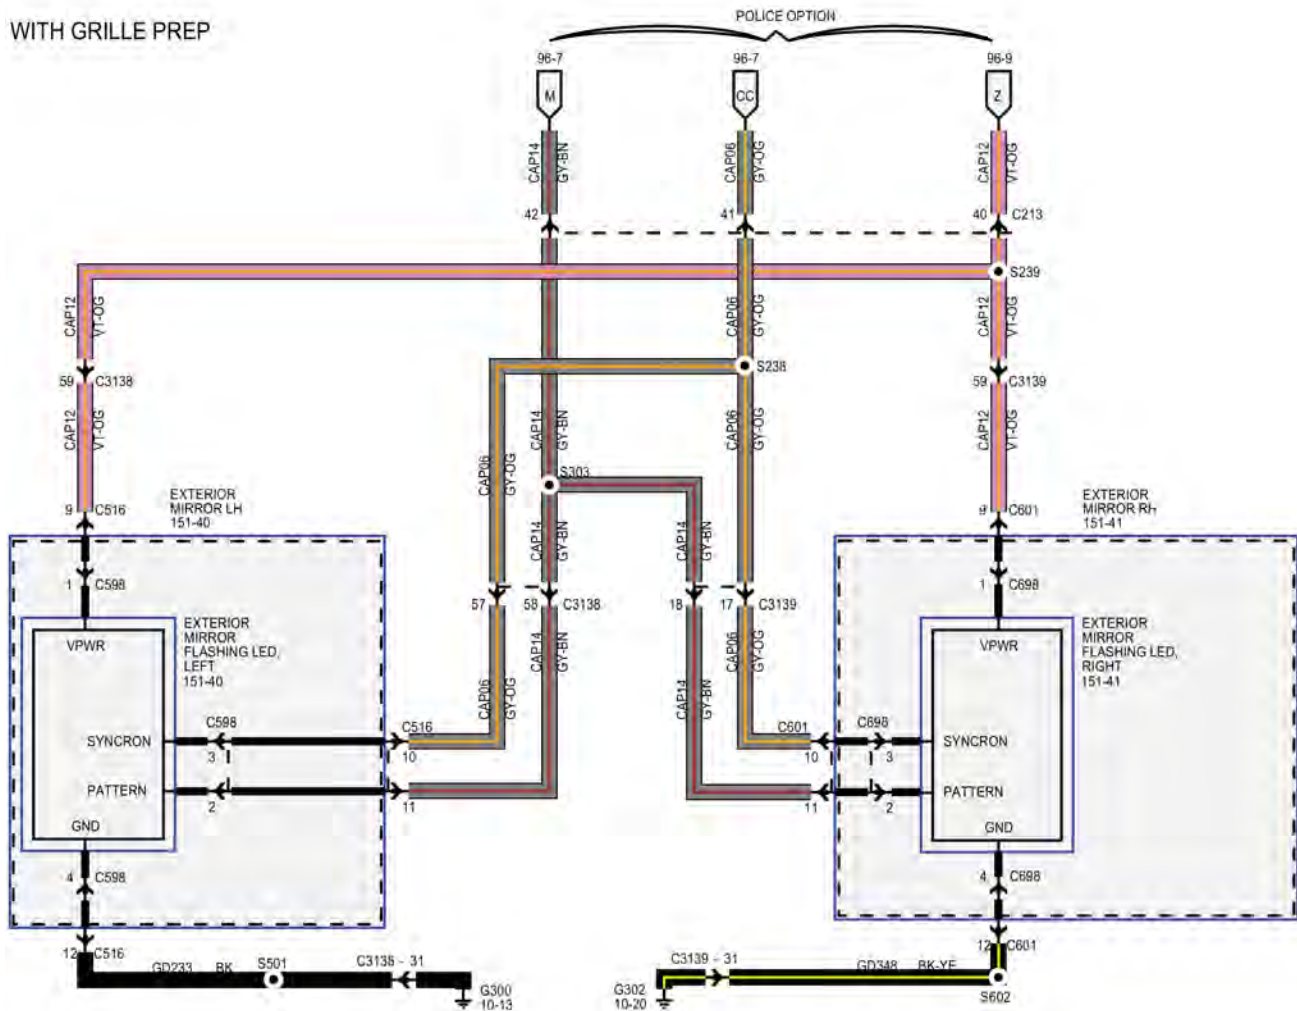 WITH GRILLE PREP
POLICE OPTION
96-7
96-7
96-9
M
CC
Z
CAP14
GY-BN
CAP06
GY-OG
CAP12
VT-OG
42
41
40
C213
S239
CAP12
VT-OG
CAP06
GY-OG
CAP12
VT-OG
S238
59
C3138
59
C3139
CAP12
VT-OG
CAP06
GY-OG
CAP14
GY-BN
CAP06
GY-OG
CAP12
VT-OG
S303
EXTERIOR
MIRROR LH
151-40
9
C516
EXTERIOR
MIRROR RH
151-41
9
C601
CAP14
GY-BN
CAP14
GY-BN
CAP06
GY-OG
1
C598
1
C698
57
58
C3138
18
17
C3139
EXTERIOR
MIRROR
FLASHING LED,
LEFT
151-40
EXTERIOR
MIRROR
FLASHING LED,
RIGHT
151-41
VPWR
VPWR
CAP06
GY-OG
CAP14
GY-BN
CAP14
GY-BN
CAP06
GY-OG
C598
C516
C601
C698
SYNCRON
3
10
10
3
SYNCRON
PATTERN
2
11
11
2
PATTERN
GND
GND
4
C598
4
C698
12
C516
12
C601
GD233
BK
S501
C3138 - 31
C3139 - 31
GD348
BK-YE
G300
10-13
G302
10-20
S602